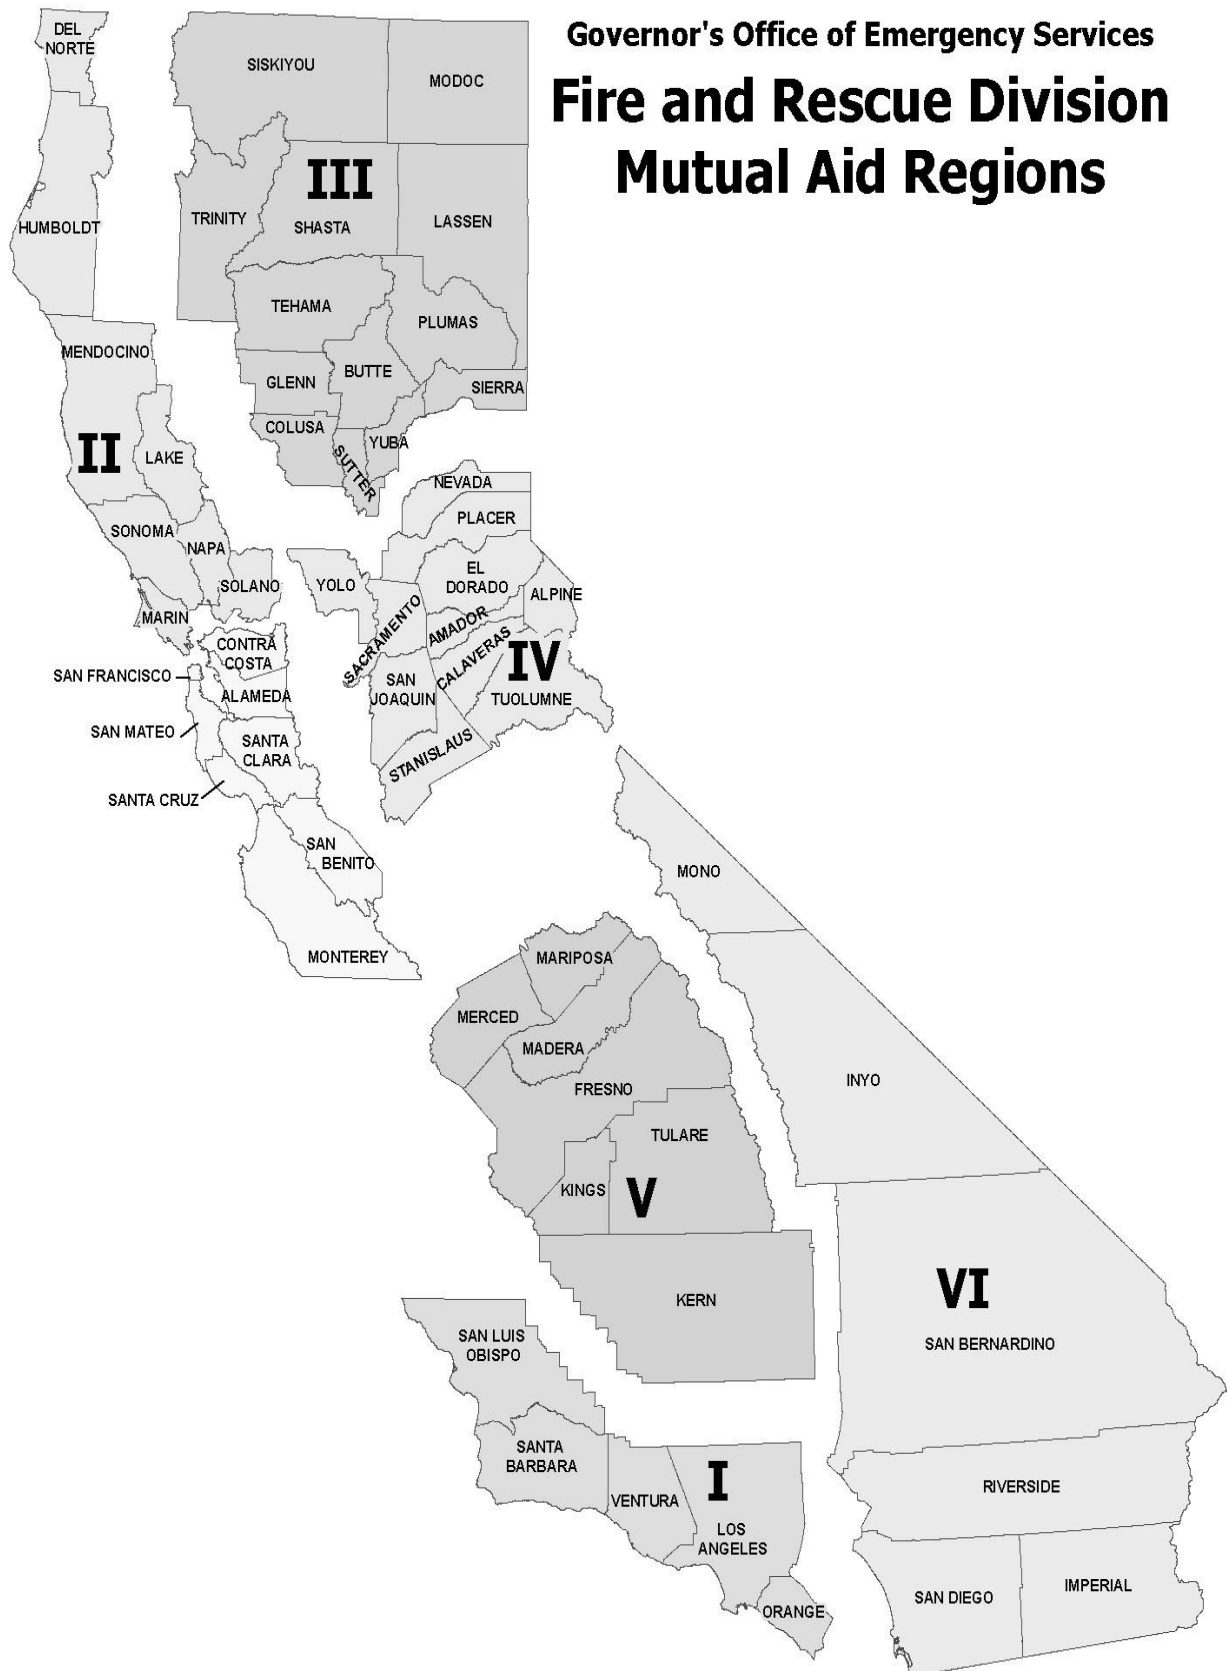 Governor's Office of Emergency Services
Fire and Rescue Division
Mutual Aid Regions
DEL
NORTE
HUMBOLDT
MENDOCINO
II
LAKE
SONOMA
NAPA
SOLANO
MARIN
CONTRA
COSTA
SAN FRANCISCO
ALAMEDA
SAN MATEO
SANTA
CLARA
SANTA CRUZ
SAN
BENITO
MONTEREY
SISKIYOU
MODOC
III
TRINITY
SHASTA
LASSEN
TEHAMA
PLUMAS
GLENN
BUTTE
SIERRA
COLUSA
SUTTER
YUBA
NEVADA
PLACER
YOLO
EL
DORADO
ALPINE
SACRAMENTO
AMADOR
CALAVERAS
IV
SAN
JOAQUIN
TUOLUMNE
STANISLAUS
MARIPOSA
MERCED
MADERA
FRESNO
TULARE
KINGS
V
KERN
SAN LUIS
OBISPO
SANTA
BARBARA
VENTURA
I
LOS
ANGELES
ORANGE
MONO
INYO
VI
SAN BERNARDINO
RIVERSIDE
SAN DIEGO
IMPERIAL